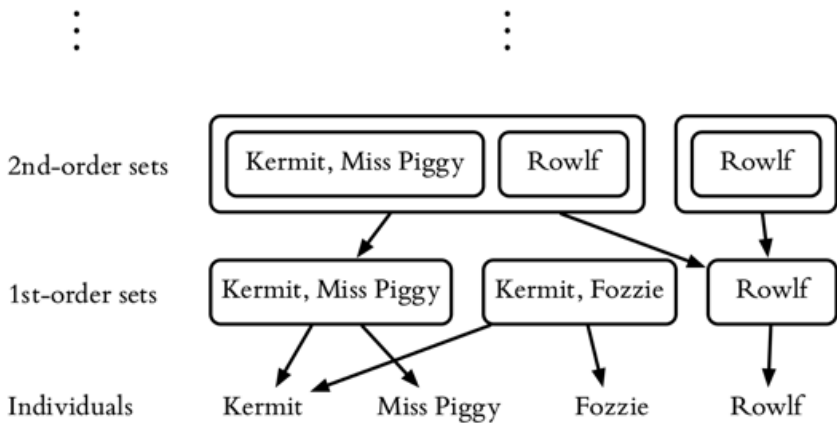 2nd-order sets Kermit, Miss Piggy Rowlf Rowlf
1st-order sets Kermit, Miss Piggy Kermit, Fozzie Rowlf
Individuals Kermit Miss Piggy Fozzie Rowlf